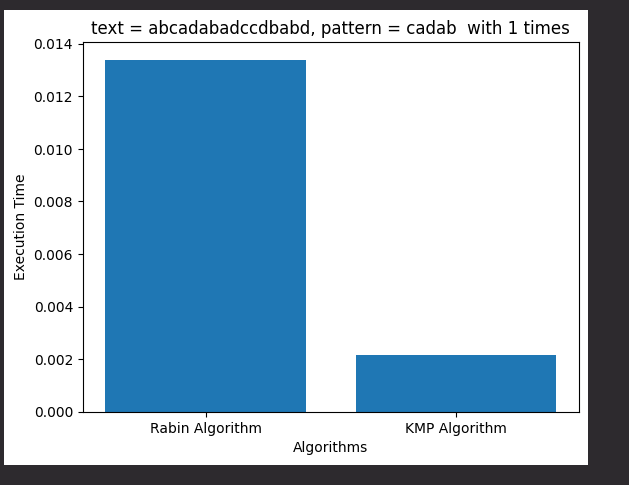 text = abcadabadccdbabd, pattern = cadab  with 1 times
0.014
0.012
0.010
0.008
0.006
0.004
0.002
0.000
Execution Time
Rabin Algorithm
KMP Algorithm
Algorithms